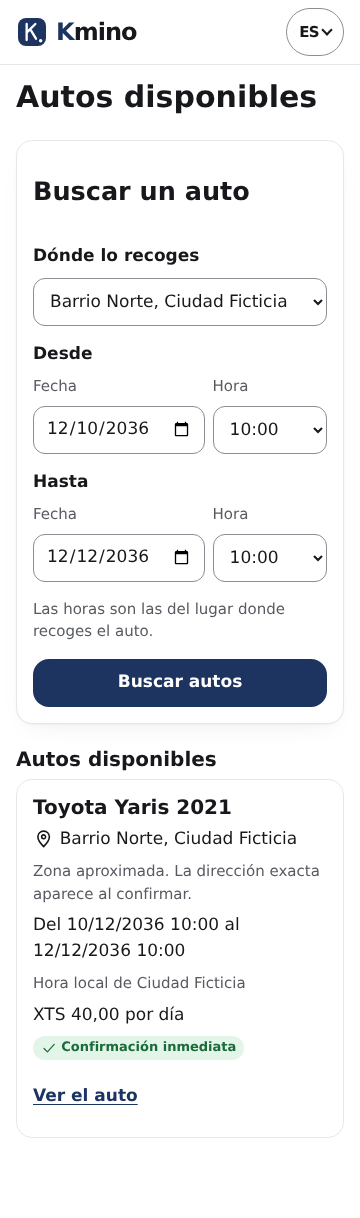 K. Kmino
ES
Autos disponibles
Buscar un auto
Dónde lo recoges
Barrio Norte, Ciudad Ficticia
Desde
Fecha Hora
12/10/2036 10:00
Hasta
Fecha Hora
12/12/2036 10:00
Las horas son las del lugar donde
recoges el auto.
Buscar autos
Autos disponibles
Toyota Yaris 2021
Barrio Norte, Ciudad Ficticia
Zona aproximada. La dirección exacta
aparece al confirmar.
Del 10/12/2036 10:00 al
12/12/2036 10:00
Hora local de Ciudad Ficticia
XTS 40,00 por día
Confirmación inmediata
Ver el auto